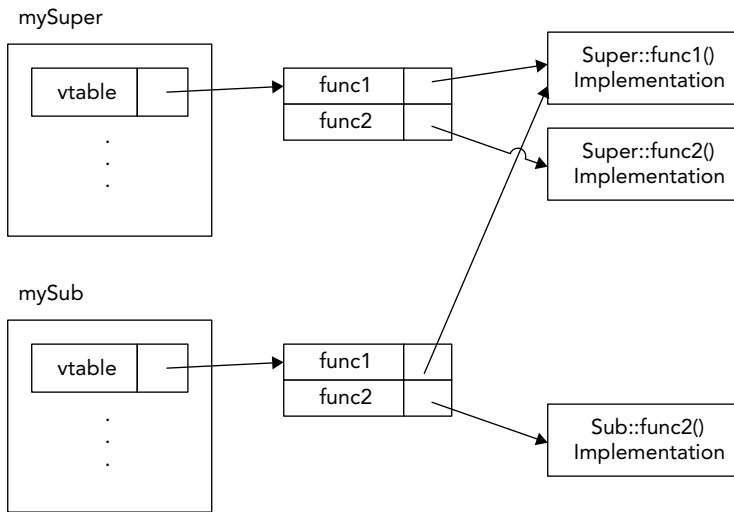 mySuper
vtable
.
.
.
func1
func2
Super::func1()
Implementation
Super::func2()
Implementation
mySub
vtable
.
.
.
func1
func2
Sub::func2()
Implementation